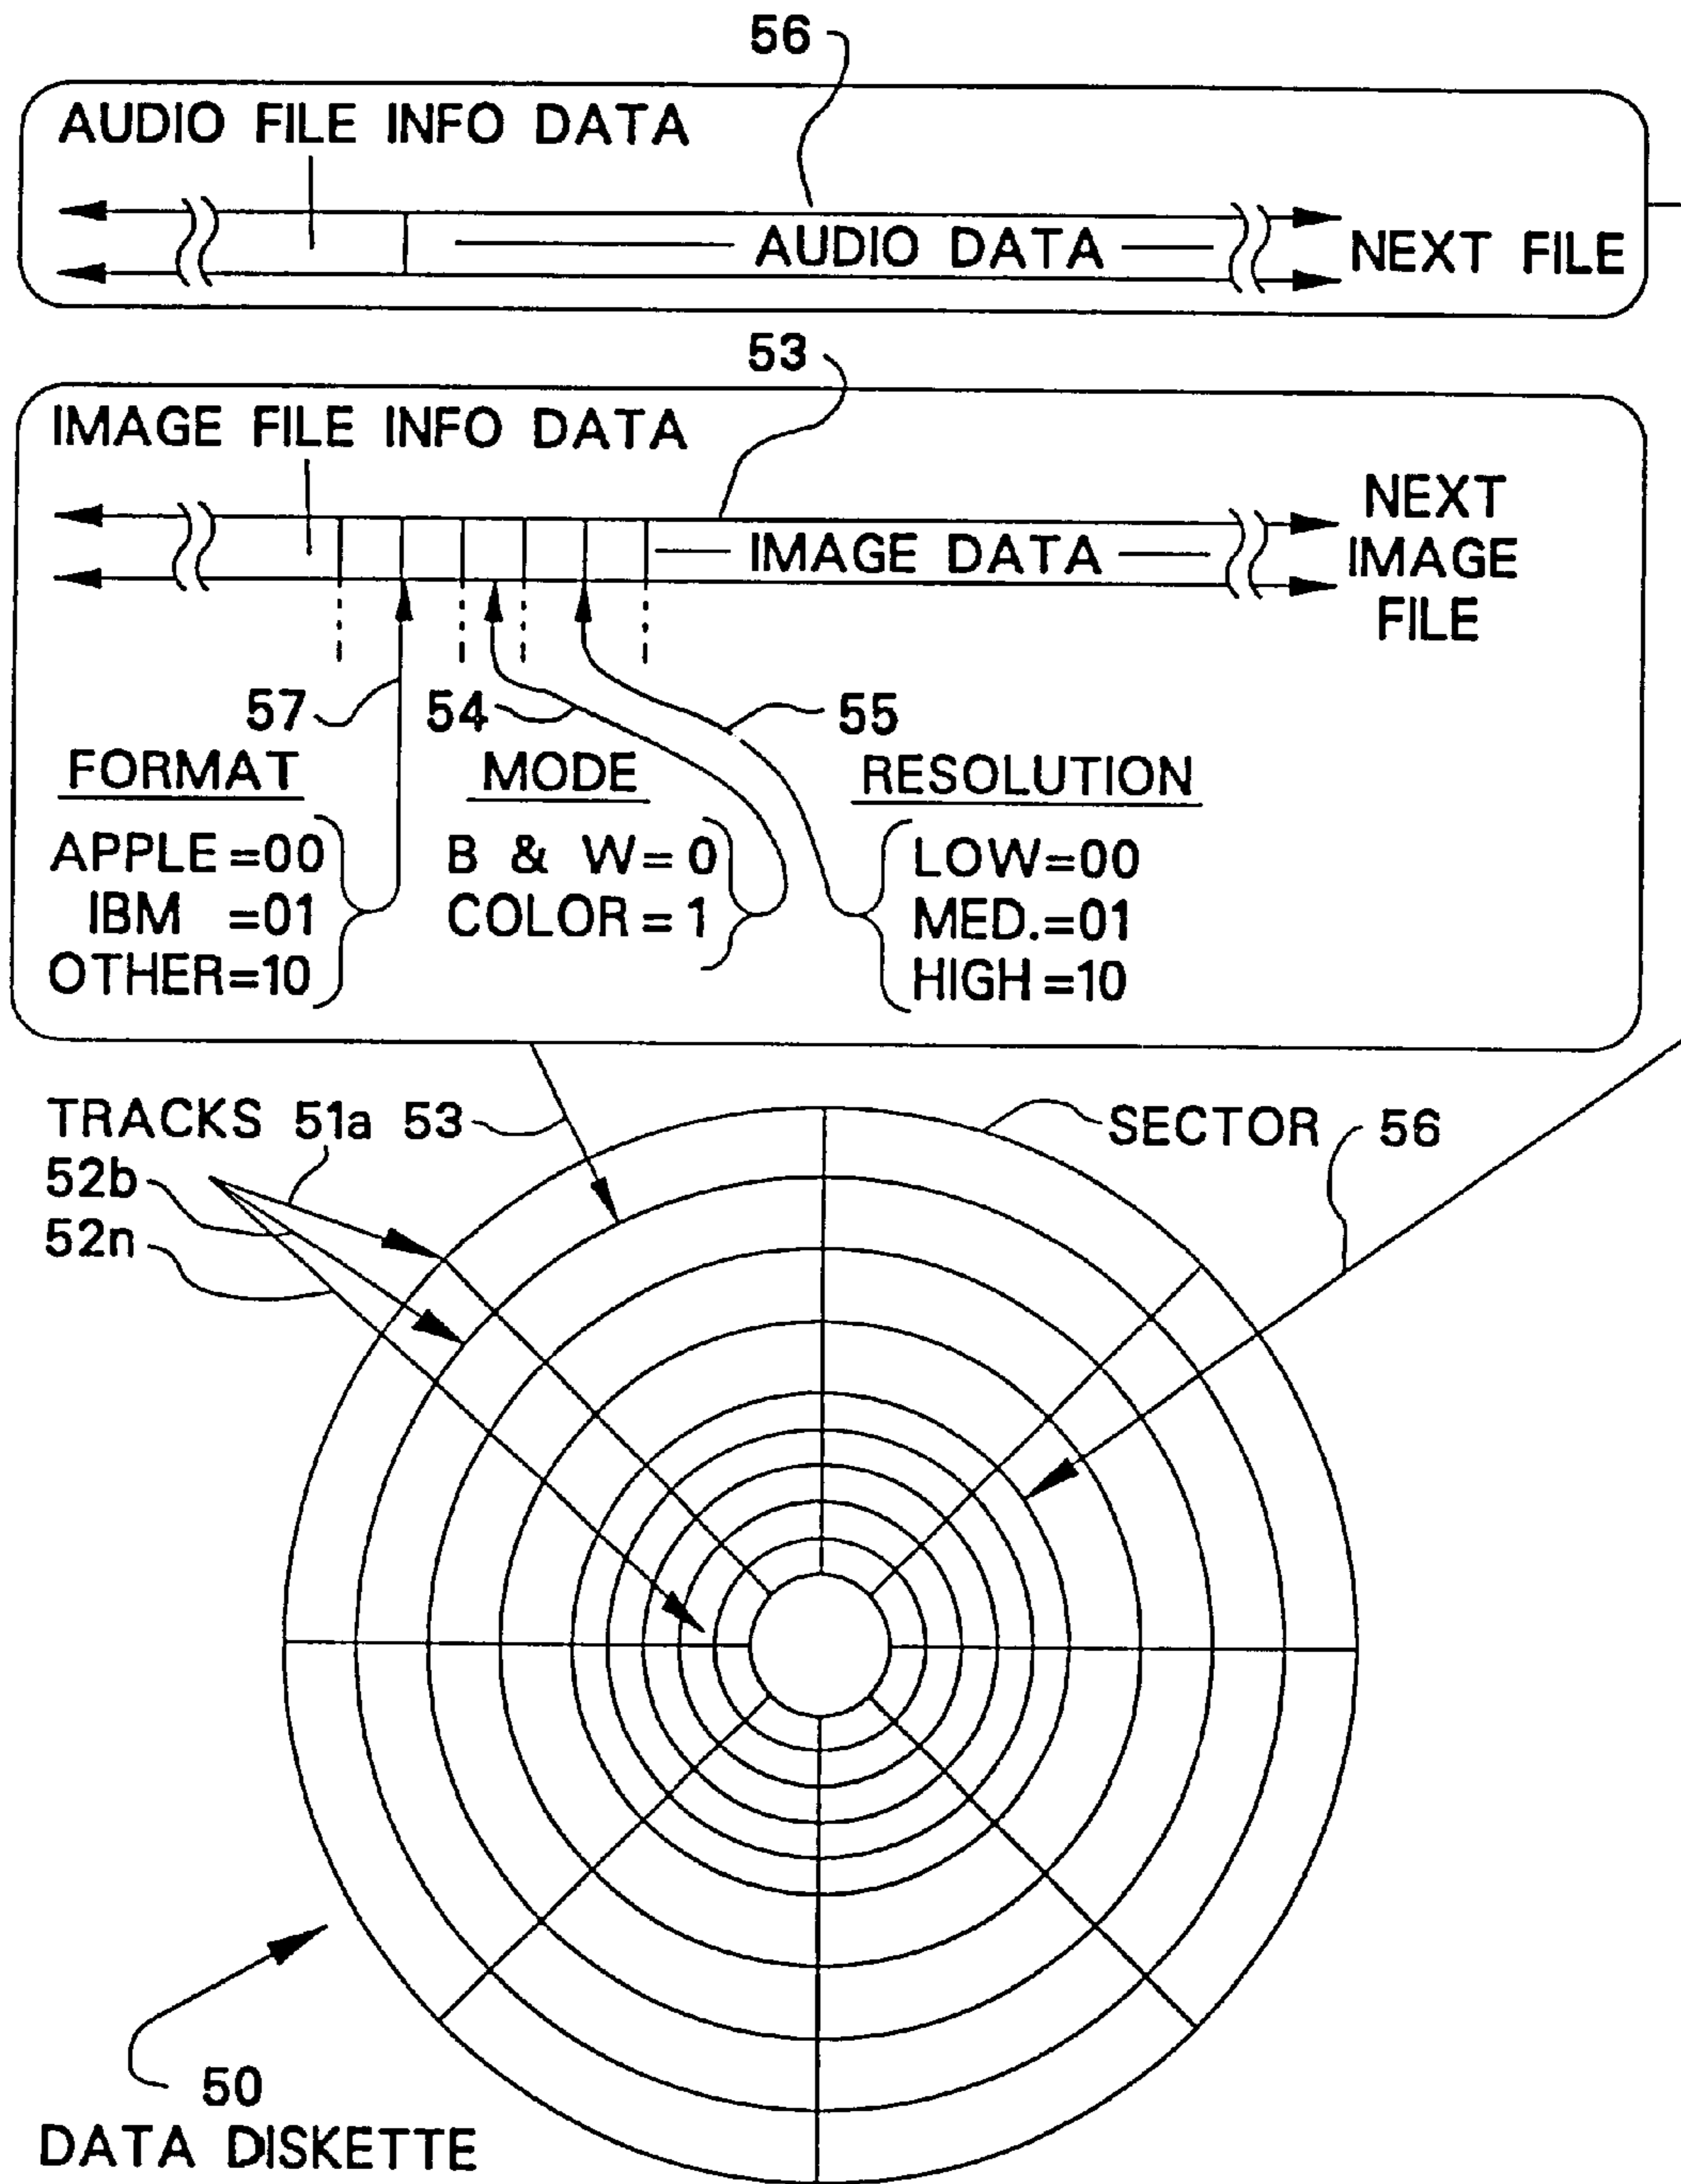 56
AUDIO FILE INFO DATA
AUDIO DATA
NEXT FILE
53
IMAGE FILE INFO DATA
IMAGE DATA
NEXT
IMAGE
FILE
57
54
55
FORMAT
APPLE =00
IBM =01
OTHER=10
MODE
B & W= 0
COLOR = 1
RESOLUTION
LOW=00
MED.=01
HIGH =10
TRACKS 51a 53
52b
52n
SECTOR 56
50
DATA DISKETTE